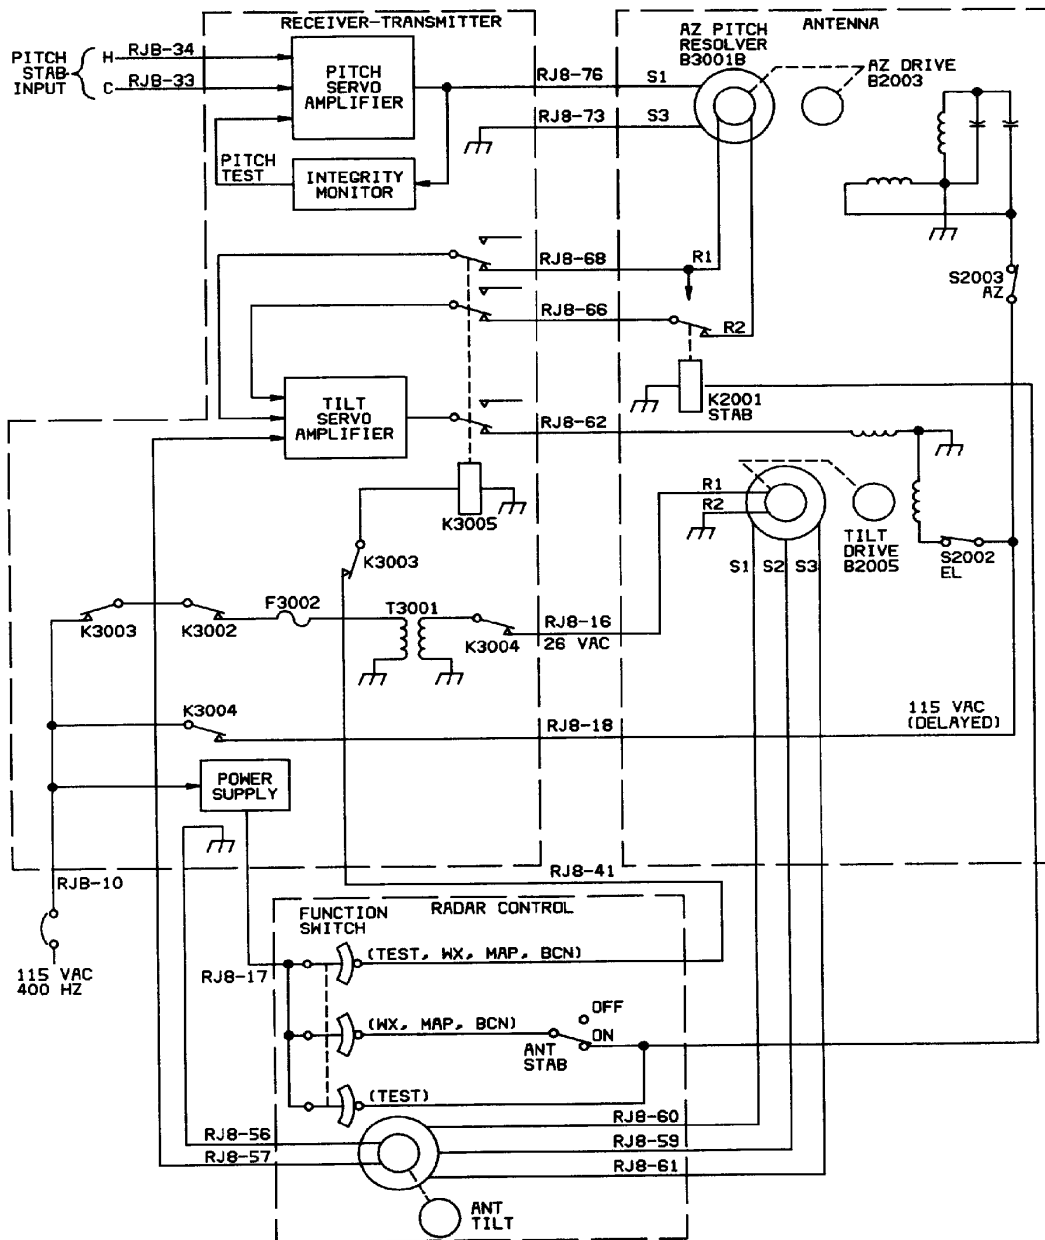 RECEIVER-TRANSMITTER
ANTENNA
PITCH
STAB
INPUT
H
RJB-34
C
RJB-33
PITCH
SERVO
AMPLIFIER
RJ8-76
S1
RJ8-73
S3
AZ PITCH
RESOLVER
B3001B
AZ DRIVE
B2003
PITCH
TEST
INTEGRITY
MONITOR
RJ8-68
R1
RJ8-66
R2
S2003
AZ
K2001
STAB
TILT
SERVO
AMPLIFIER
RJ8-62
K3005
R1
R2
S1
S2
S3
TILT
DRIVE
B2005
S2002
EL
K3003
K3003
K3002
F3002
T3001
K3004
RJ8-16
26 VAC
K3004
RJ8-18
115 VAC
(DELAYED)
POWER
SUPPLY
RJB-10
RJ8-41
115 VAC
400 HZ
RJ8-17
FUNCTION
SWITCH
RADAR CONTROL
(TEST, WX, MAP, BCN)
(WX, MAP, BCN)
OFF
ON
ANT
STAB
(TEST)
RJ8-60
RJ8-56
RJ8-59
RJ8-57
RJ8-61
ANT
TILT